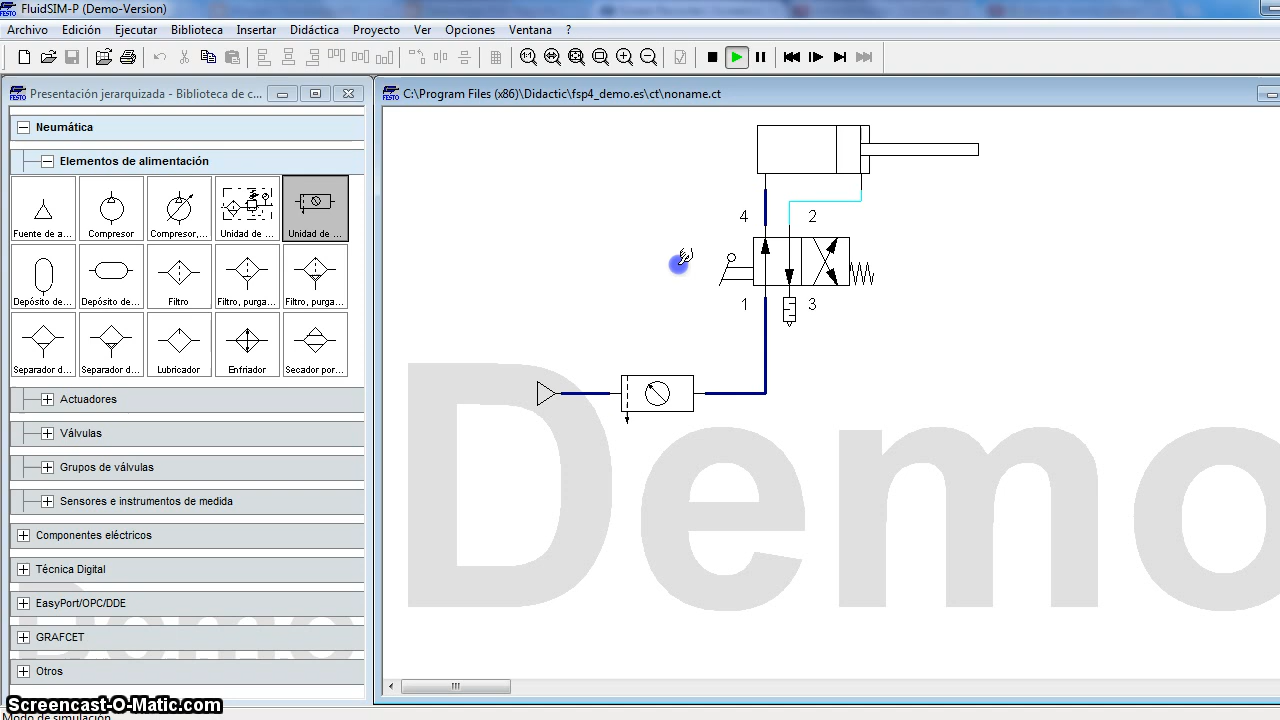 FluidSIM-P (Demo-Version)
Archivo Edición Ejecutar Biblioteca Insertar Didáctica Proyecto Ver Opciones Ventana ?
FESTO Presentación jerarquizada - Biblioteca de c...
FESTO C:\Program Files (x86)\Didactic\fsp4_demo.es\ct\noname.ct
Neumática
Elementos de alimentación
Fuente de a... Compresor Compresor,... Unidad de ... Unidad de ...
Depósito de... Depósito de... Filtro Filtro, purga... Filtro, purga...
Separador d... Separador d... Lubricador Enfriador Secador por...
Actuadores
Válvulas
Grupos de válvulas
Sensores e instrumentos de medida
Componentes eléctricos
Técnica Digital
EasyPort/OPC/DDE
GRAFCET
Otros
4 2
1 3
Demo
Demo
Screencast-O-Matic.com
Modo de simulación